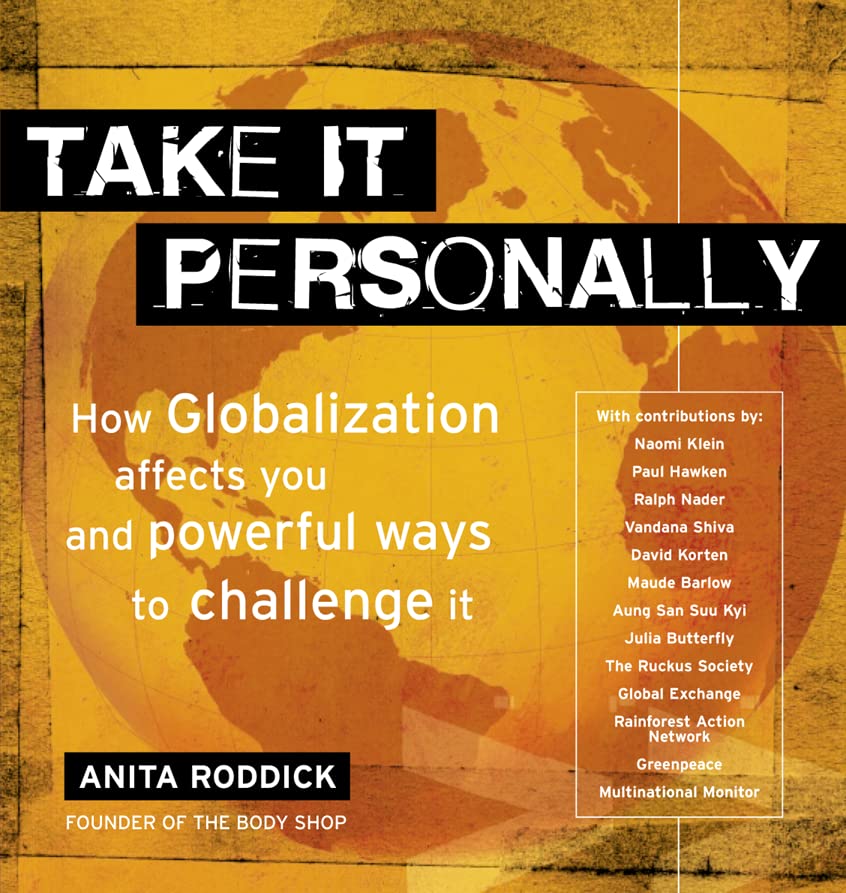 TAKE IT
PERSONALLY
How Globalization
affects you
and powerful ways
to challenge it
With contributions by:
Naomi Klein
Paul Hawken
Ralph Nader
Vandana Shiva
David Korten
Maude Barlow
Aung San Suu Kyi
Julia Butterfly
The Ruckus Society
Global Exchange
Rainforest Action
Network
Greenpeace
Multinational Monitor
ANITA RODDICK
FOUNDER OF THE BODY SHOP